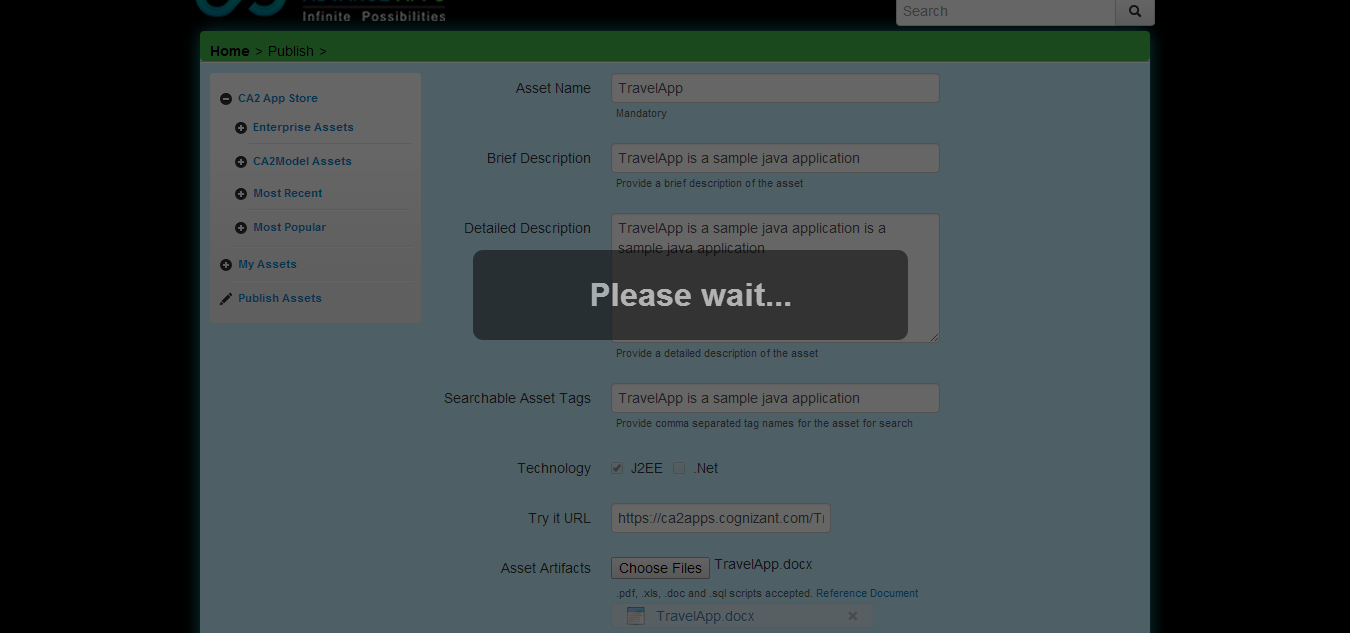 Infinite Possibilities
Search
Home > Publish >
CA2 App Store
Enterprise Assets
CA2Model Assets
Most Recent
Most Popular
My Assets
Publish Assets
Asset Name
TravelApp
Mandatory
Brief Description
TravelApp is a sample java application
Provide a brief description of the asset
Detailed Description
TravelApp is a sample java application is a
sample java application
Please wait...
Provide a detailed description of the asset
Searchable Asset Tags
TravelApp is a sample java application
Provide comma separated tag names for the asset for search
Technology
J2EE .Net
Try it URL
https://ca2apps.cognizant.com/T
Asset Artifacts
Choose Files TravelApp.docx
.pdf, .xls, .doc and .sql scripts accepted. Reference Document
TravelApp.docx